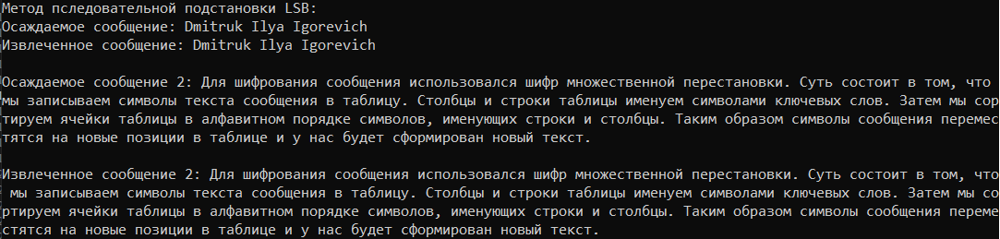 Метод пследовательной подстановки LSB:
Осаждаемое сообщение: Dmitruk Ilya Igorevich
Извлеченное сообщение: Dmitruk Ilya Igorevich
Осаждаемое сообщение 2: Для шифрования сообщения использовался шифр множественной перестановки. Суть состоит в том, что
мы записываем символы текста сообщения в таблицу. Столбцы и строки таблицы именуем символами ключевых слов. Затем мы сор
тируем ячейки таблицы в алфавитном порядке символов, именующих строки и столбцы. Таким образом символы сообщения перемес
тятся на новые позиции в таблице и у нас будет сформирован новый текст.
Извлеченное сообщение 2: Для шифрования сообщения использовался шифр множественной перестановки. Суть состоит в том, что
мы записываем символы текста сообщения в таблицу. Столбцы и строки таблицы именуем символами ключевых слов. Затем мы со
ртируем ячейки таблицы в алфавитном порядке символов, именующих строки и столбцы. Таким образом символы сообщения переме
стятся на новые позиции в таблице и у нас будет сформирован новый текст.